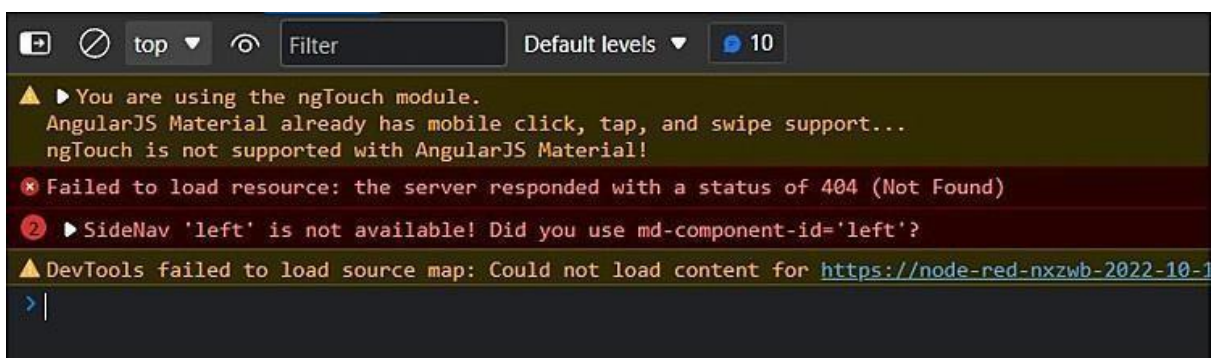 top Filter Default levels 10
You are using the ngTouch module.
AngularJS Material already has mobile click, tap, and swipe support...
ngTouch is not supported with AngularJS Material!
Failed to load resource: the server responded with a status of 404 (Not Found)
2 SideNav 'left' is not available! Did you use md-component-id='left'?
DevTools failed to load source map: Could not load content for https://node-red-nxzwb-2022-10-1